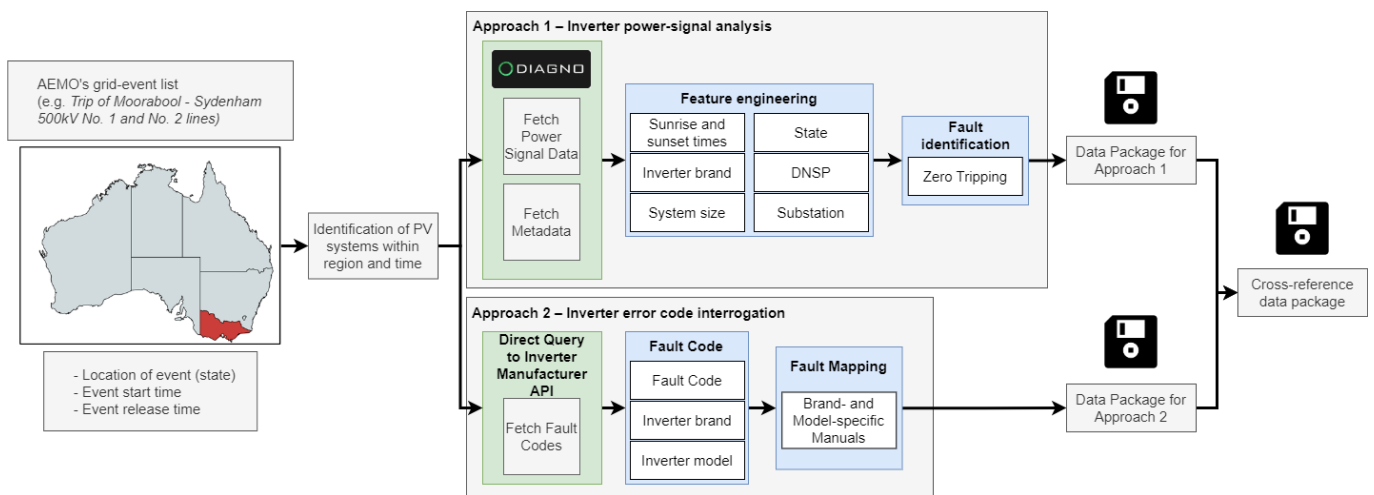 AEMO's grid-event list
(e.g. Trip of Moorabool - Sydenham
500kV No. 1 and No. 2 lines)
- Location of event (state)
- Event start time
- Event release time
Identification of PV
systems within
region and time
Approach 1 – Inverter power-signal analysis
DIAGNO
Fetch
Power
Signal Data
Fetch
Metadata
Feature engineering
Sunrise and
sunset times
State
Inverter brand
DNSP
System size
Substation
Fault
identification
Zero Tripping
Data Package for
Approach 1
Approach 2 – Inverter error code interrogation
Direct Query
to Inverter
Manufacturer
API
Fetch Fault
Codes
Fault Code
Fault Code
Inverter brand
Inverter model
Fault Mapping
Brand- and
Model-specific
Manuals
Data Package for
Approach 2
Cross-reference
data package